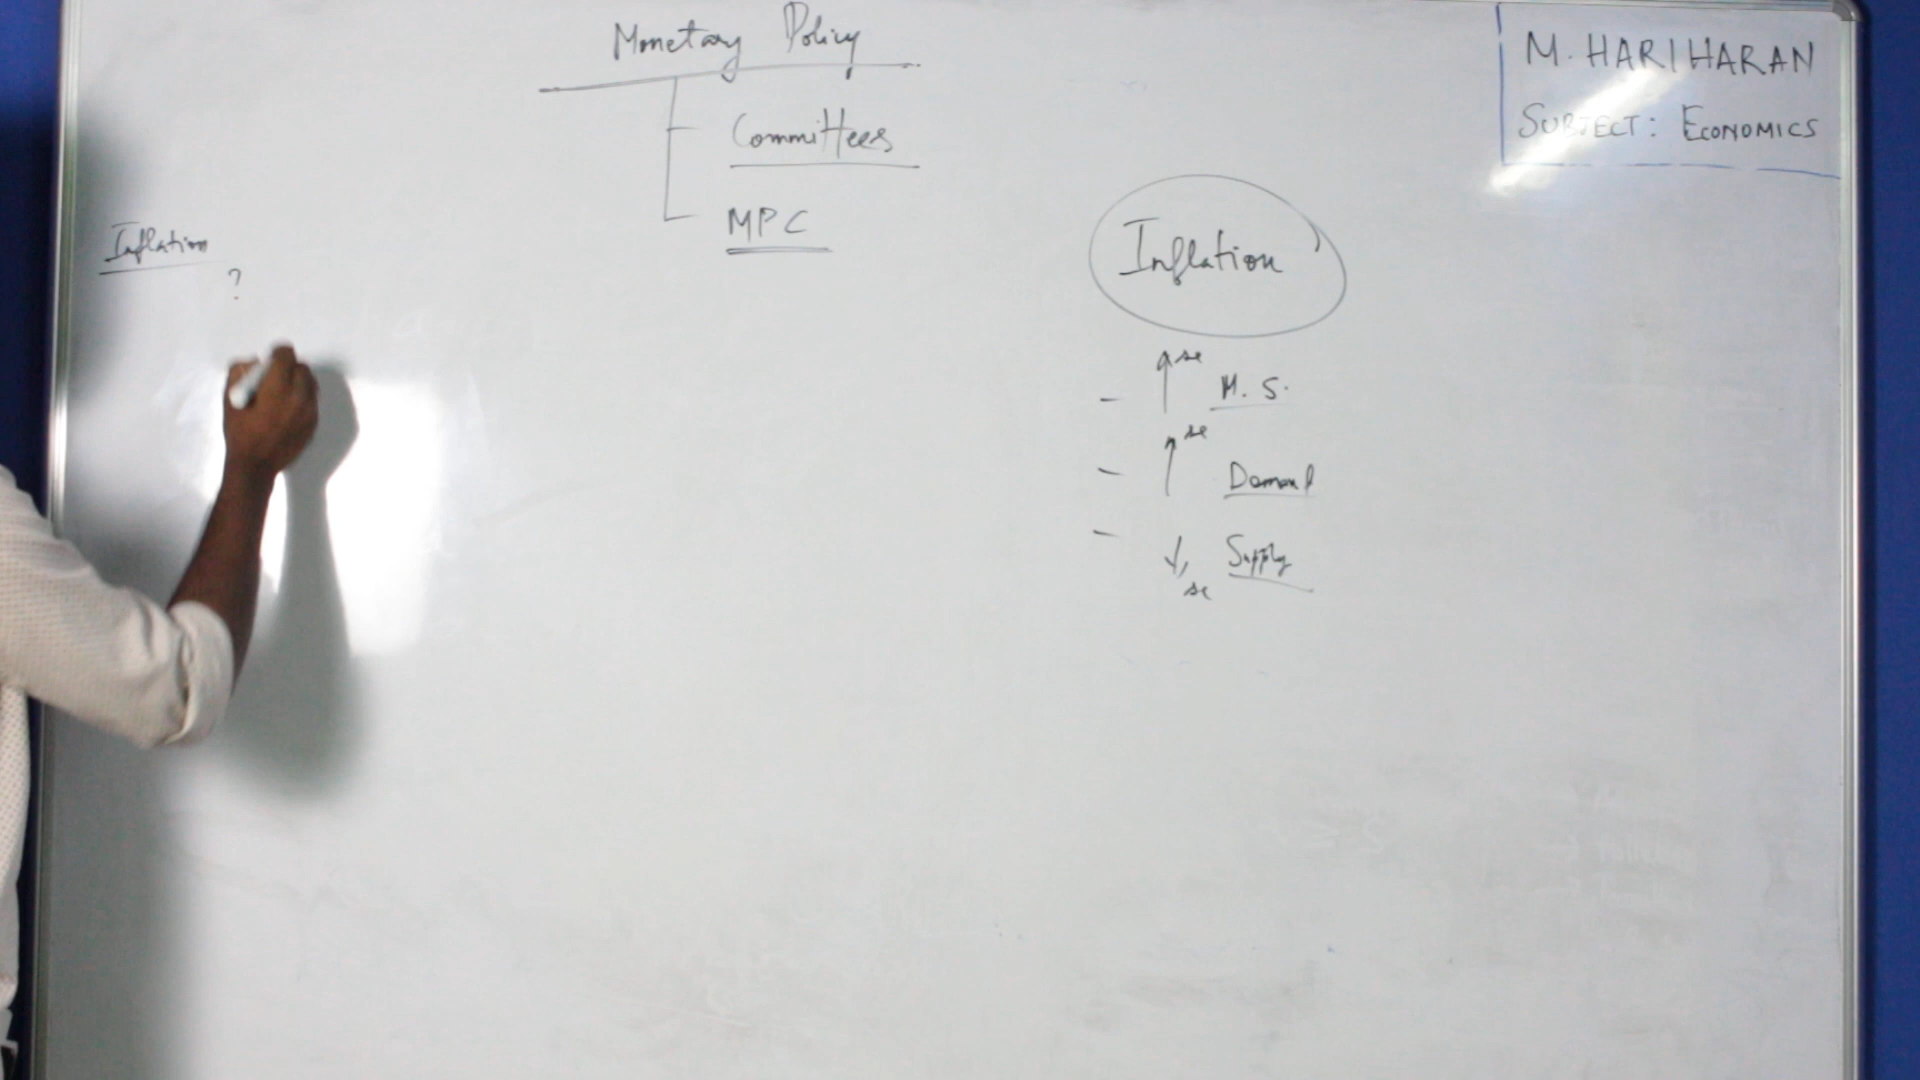 Monetary Policy
Committees
MPC
M. HARIHARAN
SUBJECT: ECONOMICS
Inflation
?
Inflation
- ↑se M. S.
- ↑se Demand
- ↓se Supply